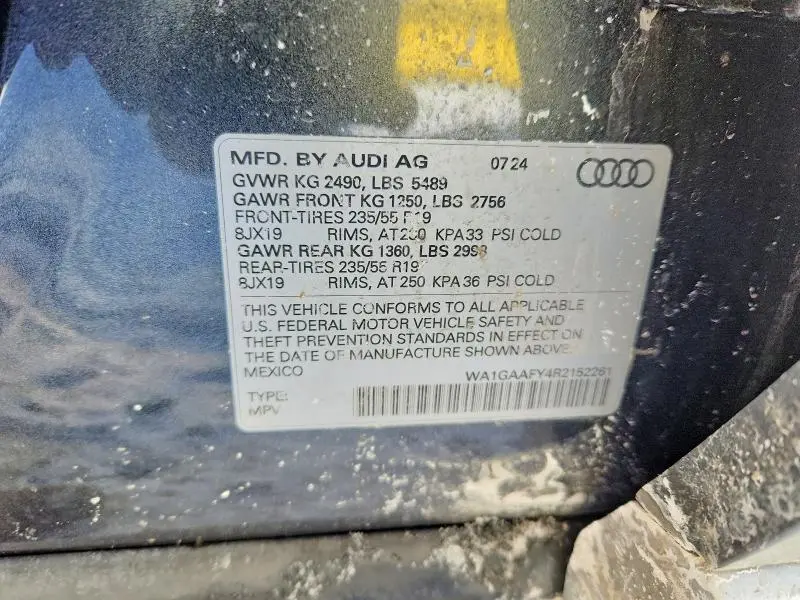 MFD. BY AUDI AG 07 24
GVWR KG 2490, LBS 5489
GAWR FRONT KG 1250, LBS 2756
FRONT-TIRES 235/55 R19
8JX19 RIMS, AT 230 KPA 33 PSI COLD
GAWR REAR KG 1360, LBS 2998
REAR-TIRES 235/55 R19
8JX19 RIMS, AT 250 KPA 36 PSI COLD
THIS VEHICLE CONFORMS TO ALL APPLICABLE
U.S. FEDERAL MOTOR VEHICLE SAFETY AND
THEFT PREVENTION STANDARDS IN EFFECT ON
THE DATE OF MANUFACTURE SHOWN ABOVE.
MEXICO
WA1GAAFY4R2152261
TYPE:
MPV